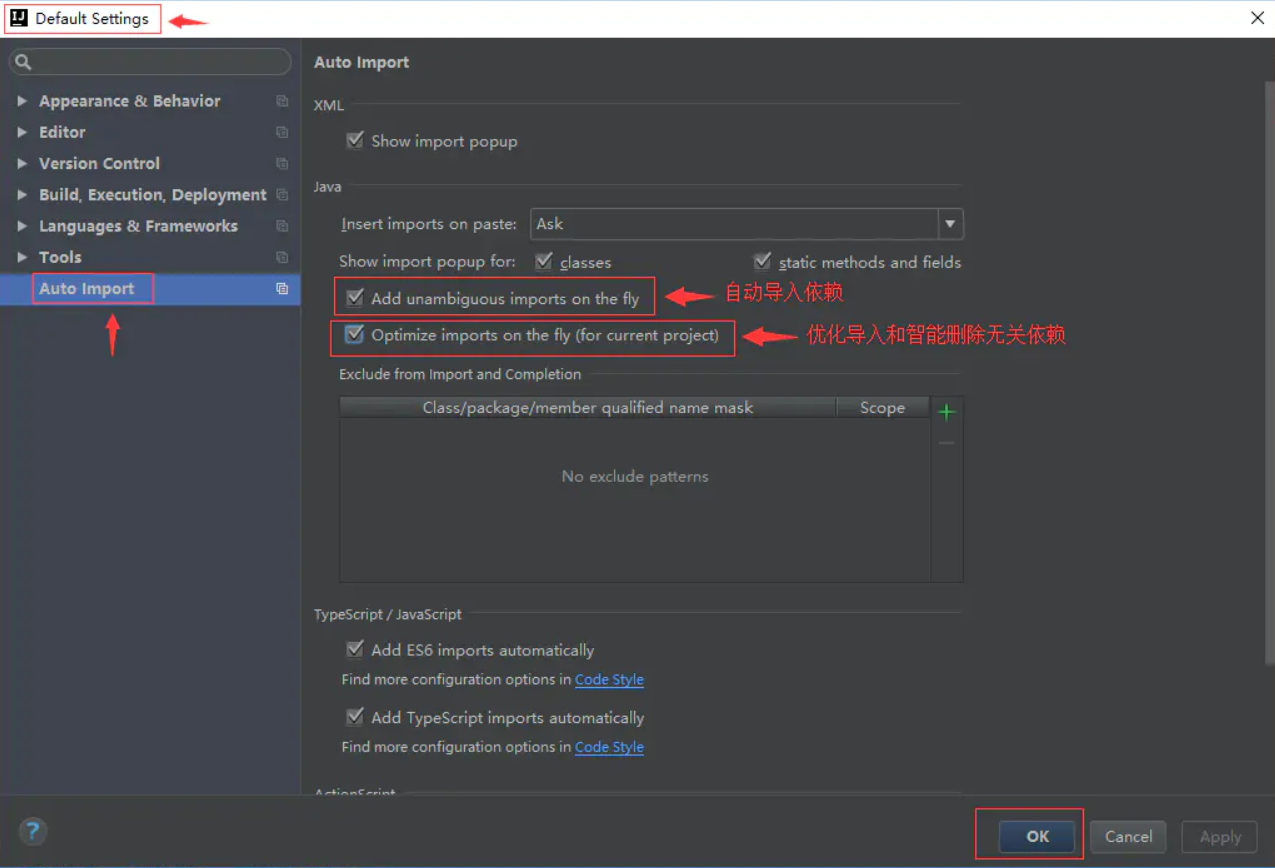 Default Settings
Appearance & Behavior
Editor
Version Control
Build, Execution, Deployment
Languages & Frameworks
Tools
Auto Import
Auto Import
XML
Show import popup
Java
Insert imports on paste: Ask
Show import popup for: classes static methods and fields
Add unambiguous imports on the fly 自动导入依赖
Optimize imports on the fly (for current project) 优化导入和智能删除无关依赖
Exclude from Import and Completion
Class/package/member qualified name mask Scope
No exclude patterns
TypeScript / JavaScript
Add ES6 imports automatically
Find more configuration options in Code Style
Add TypeScript imports automatically
Find more configuration options in Code Style
ActionScript
? OK Cancel Apply